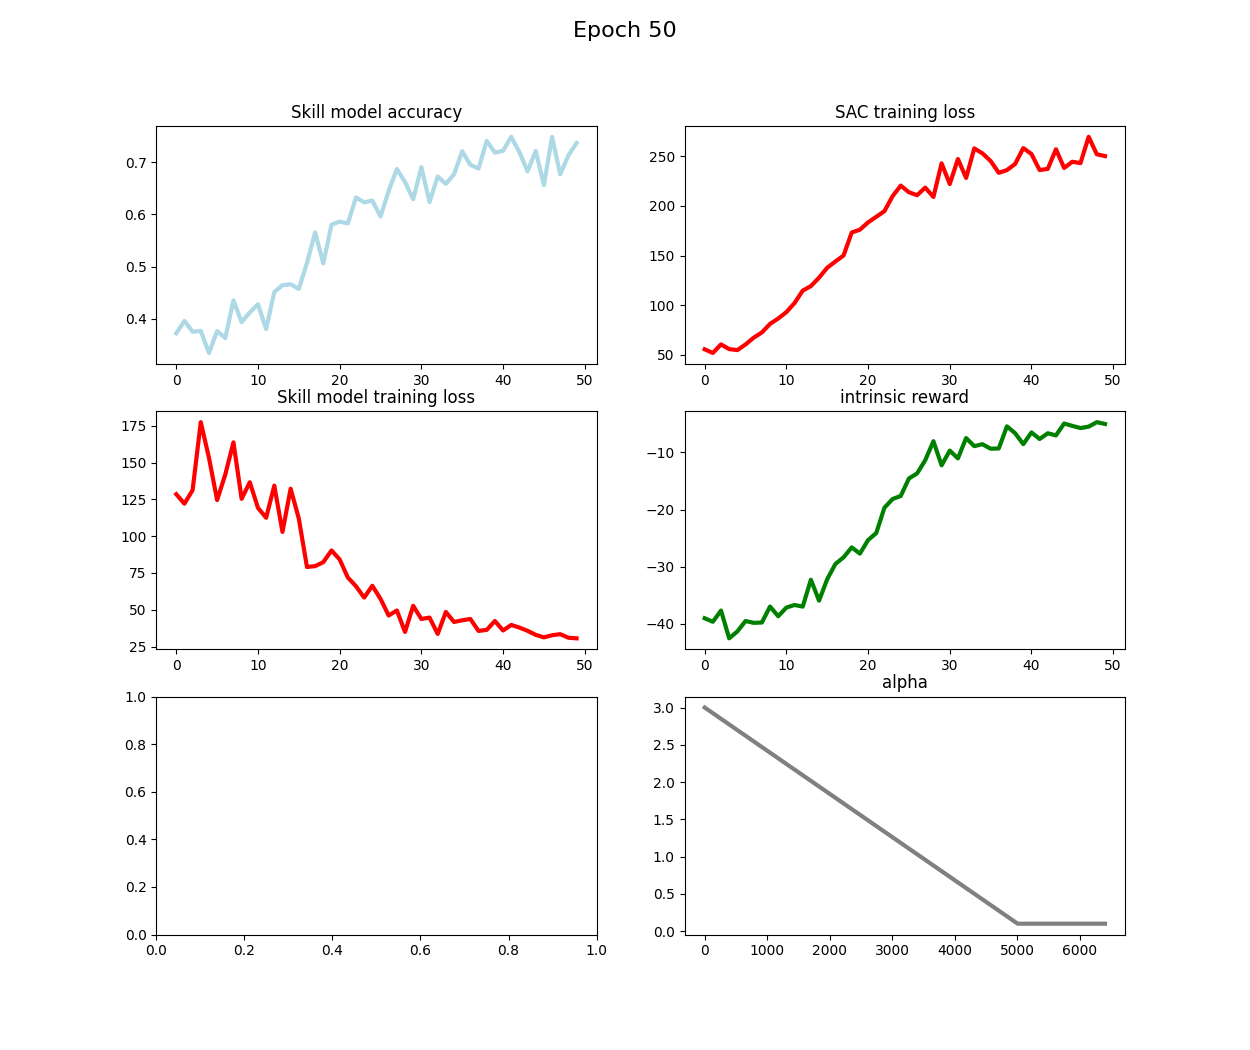 Epoch 50
Skill model accuracy
0.7
0.6
0.5
0.4
0 10 20 30 40 50
SAC training loss
250
200
150
100
50
0 10 20 30 40 50
Skill model training loss
175
150
125
100
75
50
25
0 10 20 30 40 50
intrinsic reward
−10
−20
−30
−40
0 10 20 30 40 50
1.0
0.8
0.6
0.4
0.2
0.0
0.0 0.2 0.4 0.6 0.8 1.0
alpha
3.0
2.5
2.0
1.5
1.0
0.5
0.0
0 1000 2000 3000 4000 5000 6000